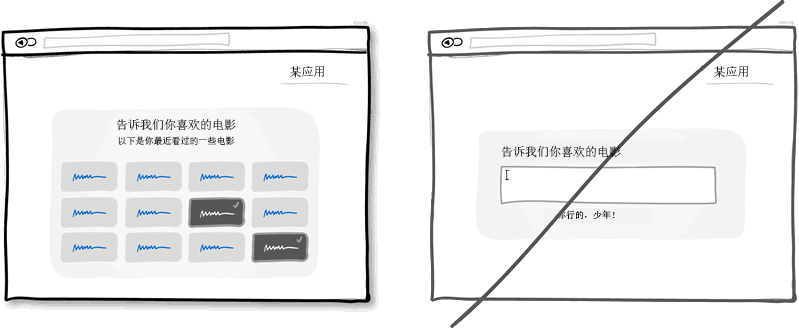 某应用
告诉我们你喜欢的电影
以下是你最近看过的一些电影
某应用
告诉我们你喜欢的电影
你行的，少年！